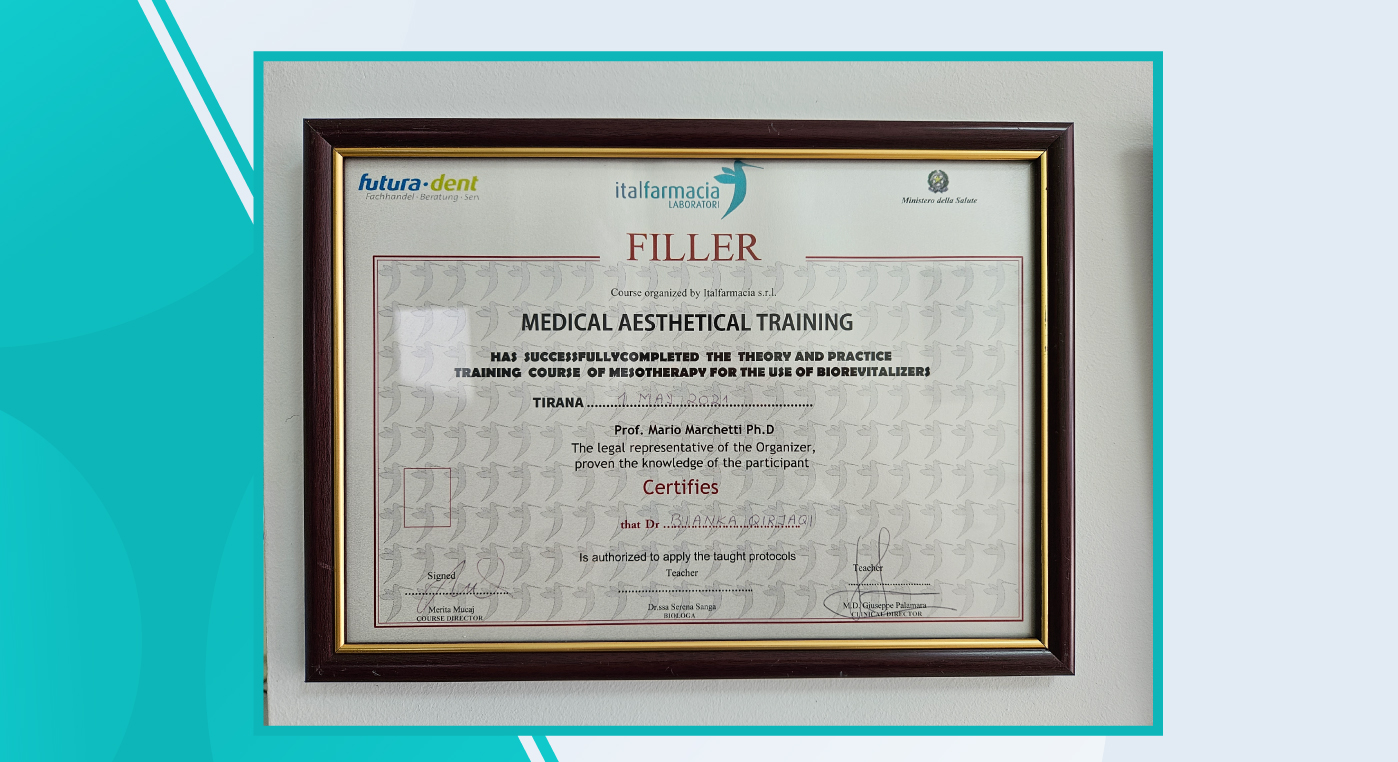 futura·dent
Fachhandel · Beratung · Serv
italfarmacia
LABORATORI
Ministero della Salute
FILLER
Course organized by Italfarmacia s.r.l.
MEDICAL AESTHETICAL TRAINING
HAS SUCCESSFULLYCOMPLETED THE THEORY AND PRACTICE
TRAINING COURSE OF MESOTHERAPY FOR THE USE OF BIOREVITALIZERS
TIRANA 1 MAJ 2021
Prof. Mario Marchetti Ph.D
The legal representative of the Organizer,
proven the knowledge of the participant
Certifies
that Dr BIANKA QIRJAQI
Is authorized to apply the taught protocols
Signed
Merita Mucaj
COURSE DIRECTOR
Teacher
Dr.ssa Serena Sanga
BIOLOGA
Teacher
M.D. Giuseppe Palamara
CLINICAL DIRECTOR